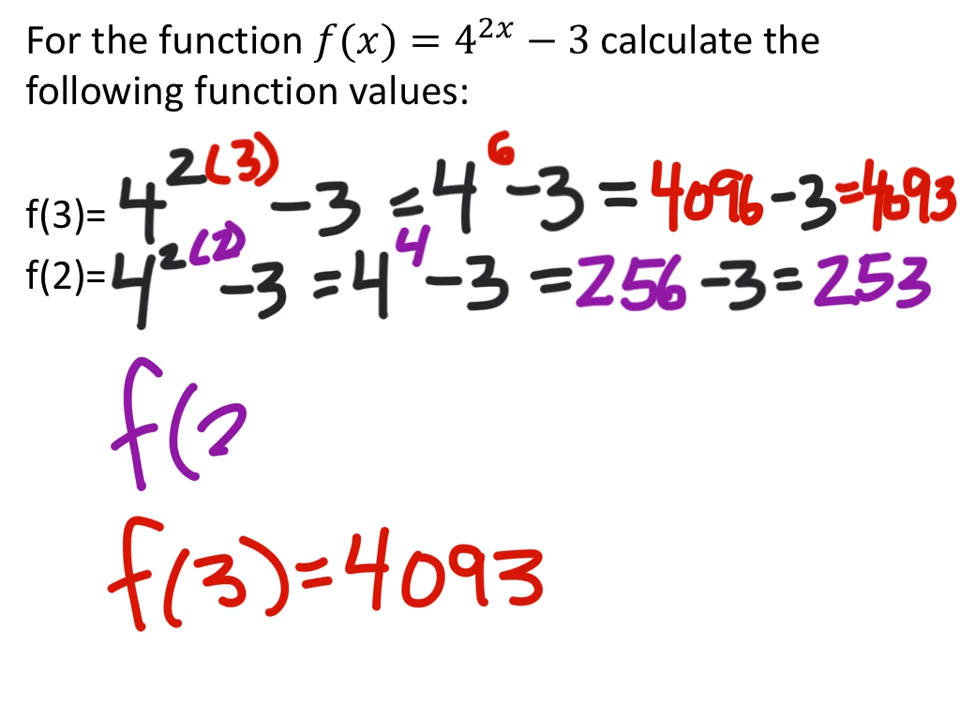 For the function f(x) = 4^{2x} − 3 calculate the
following function values:
f(3)= 4^{2(3)} -3 = 4^6 -3 = 4096 -3 = 4093
f(2)= 4^{2(2)} -3 = 4^4 -3 = 256 -3 = 253
f(2
f(3)=4093